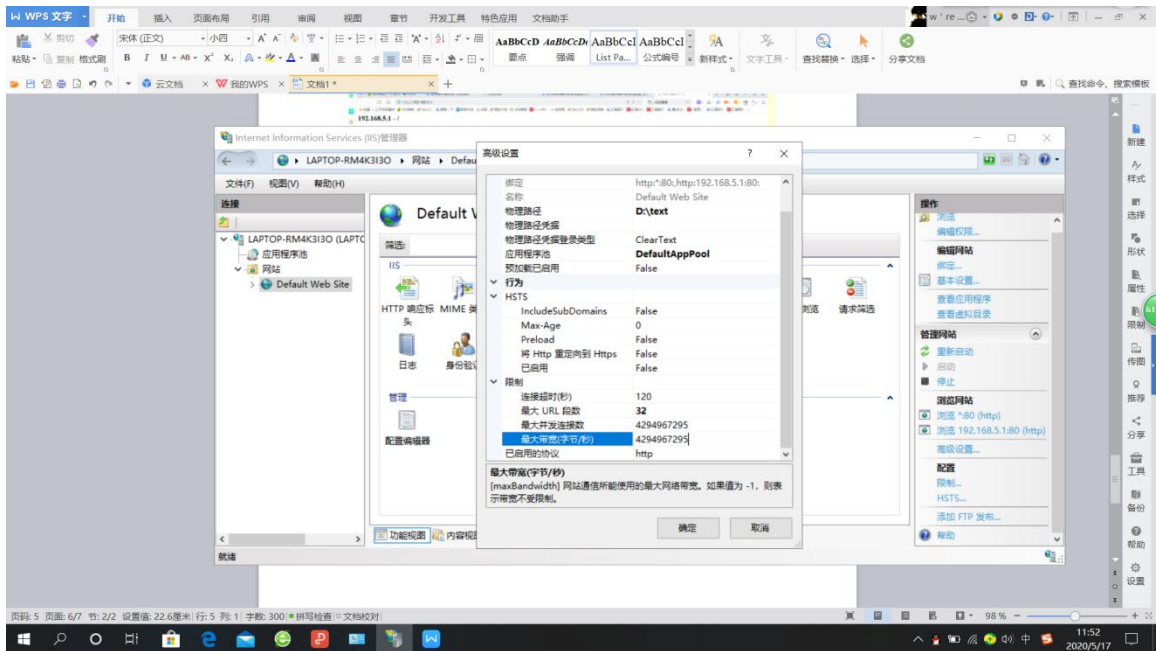 WPS 文字
开始 插入 页面布局 引用 审阅 视图 章节 开发工具 特色应用 文档助手
w ' re ...
剪切
宋体 (正文) 小四
AaBbCcD AaBbCcDc AaBbCcI AaBbCcI
粘贴 复制 格式刷
要点 强调 List Pa... 公式编号 新样式 文字工具 查找替换 选择 分享文档
云文档 我的WPS 文档1 *
查找命令、搜索模板
192.168.5.1 - /
Internet Information Services (IIS)管理器
LAPTOP-RM4K3I3O 网站 Defau
文件(F) 视图(V) 帮助(H)
连接
LAPTOP-RM4K3I3O (LAPTO
应用程序池
网站
Default Web Site
Default V
筛选:
IIS
HTTP 响应标头
MIME 类
日志 身份验证
管理
配置编辑器
功能视图 内容视
就绪
高级设置
绑定 http:*:80:,http:192.168.5.1:80:
名称 Default Web Site
物理路径 D:\text
物理路径凭据
物理路径凭据登录类型 ClearText
应用程序池 DefaultAppPool
预加载已启用 False
行为
HSTS
IncludeSubDomains False
Max-Age 0
Preload False
将 Http 重定向到 Https False
已启用 False
限制
连接超时(秒) 120
最大 URL 段数 32
最大并发连接数 4294967295
最大带宽(字节/秒) 4294967295
已启用的协议 http
最大带宽(字节/秒)
[maxBandwidth] 网站通信所能使用的最大网络带宽。如果值为 -1，则表
示带宽不受限制。
确定 取消
浏览 请求筛选
操作
浏览
编辑权限...
编辑网站
绑定...
基本设置...
查看应用程序
查看虚拟目录
管理网站
重新启动
启动
停止
浏览网站
浏览 *:80 (http)
浏览 192.168.5.1:80 (http)
高级设置...
配置
限制...
HSTS...
添加 FTP 发布...
帮助
新建
样式
选择
形状
属性
限制
传图
推荐
分享
工具
备份
帮助
设置
61
页码: 5 页面: 6/7 节: 2/2 设置值: 22.6厘米 行: 5 列: 1 字数: 300 拼写检查 文档校对
98 %
中
11:52
2020/5/17